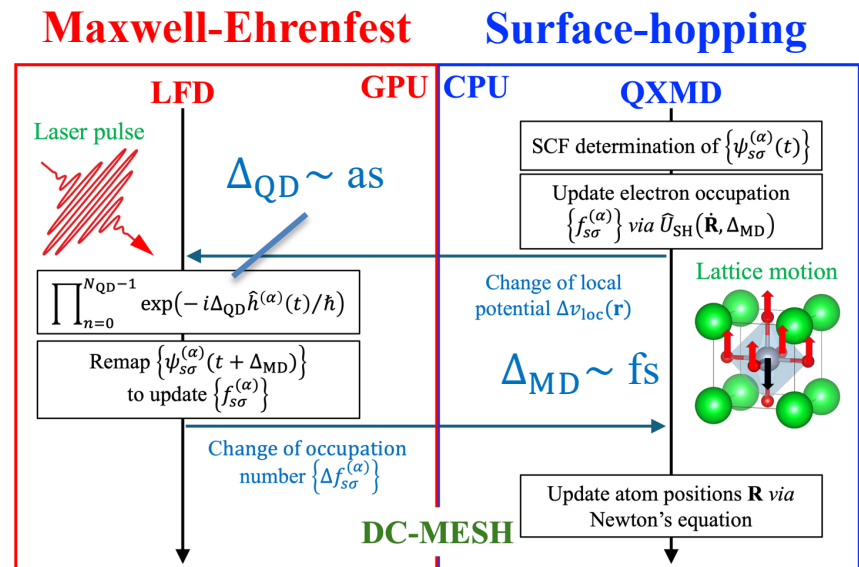 Maxwell-Ehrenfest
Surface-hopping
LFD
GPU
CPU
QXMD
Laser pulse
Δ_QD ~ as
SCF determination of {ψ_{sσ}^{(α)}(t)}
Update electron occupation
{f_{sσ}^{(α)}} via Û_SH(Ṙ, Δ_MD)
∏_{n=0}^{N_QD−1} exp(−iΔ_QD ĥ^{(α)}(t)/ℏ)
Change of local
potential Δv_loc(r)
Lattice motion
Remap {ψ_{sσ}^{(α)}(t + Δ_MD)}
to update {f_{sσ}^{(α)}}
Δ_MD ~ fs
Change of occupation
number {Δf_{sσ}^{(α)}}
Update atom positions R via
Newton's equation
DC-MESH